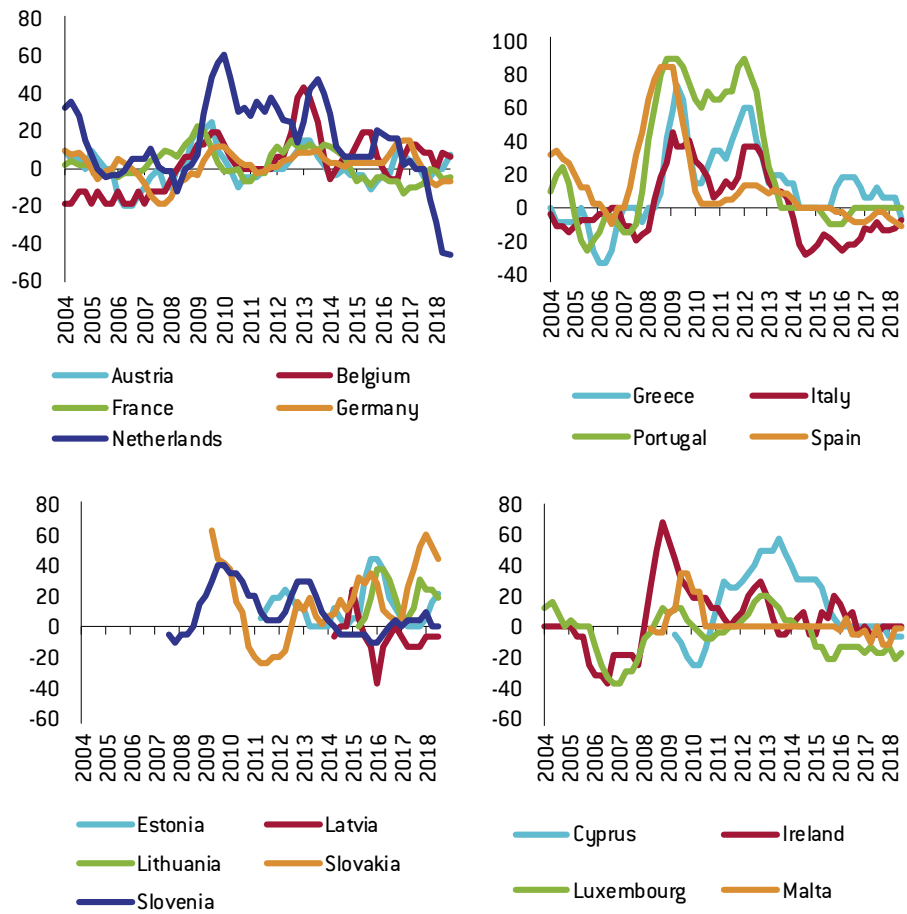 80
60
40
20
0
-20
-40
-60
2004 2005 2006 2007 2008 2009 2010 2011 2012 2013 2014 2015 2016 2017 2018
Austria Belgium
France Germany
Netherlands
100
80
60
40
20
0
-20
-40
2004 2005 2006 2007 2008 2009 2010 2011 2012 2013 2014 2015 2016 2017 2018
Greece Italy
Portugal Spain
80
60
40
20
0
-20
-40
-60
2004 2005 2006 2007 2008 2009 2010 2011 2012 2013 2014 2015 2016 2017 2018
Estonia Latvia
Lithuania Slovakia
Slovenia
80
60
40
20
0
-20
-40
-60
2004 2005 2006 2007 2008 2009 2010 2011 2012 2013 2014 2015 2016 2017 2018
Cyprus Ireland
Luxembourg Malta